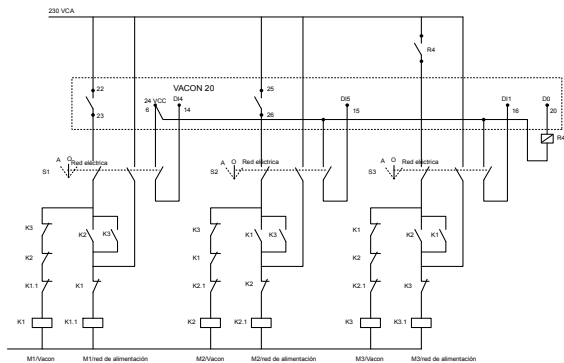 230 VCA
R4
VACON 20
22
23
24 VCC
6
DI4
14
25
26
DI5
15
DI1
16
D0
20
R4
S1
A O
Red eléctrica
S2
A O
Red eléctrica
S3
A O
Red eléctrica
K3
K2
K3
K3
K1
K3
K1
K2
K1
K2
K2
K1
K1.1
K1
K2.1
K2
K2.1
K3
K1
K1.1
K2
K2.1
K3
K3.1
M1/Vacon
M1/red de alimentación
M2/Vacon
M2/red de alimentación
M3/Vacon
M3/red de alimentación